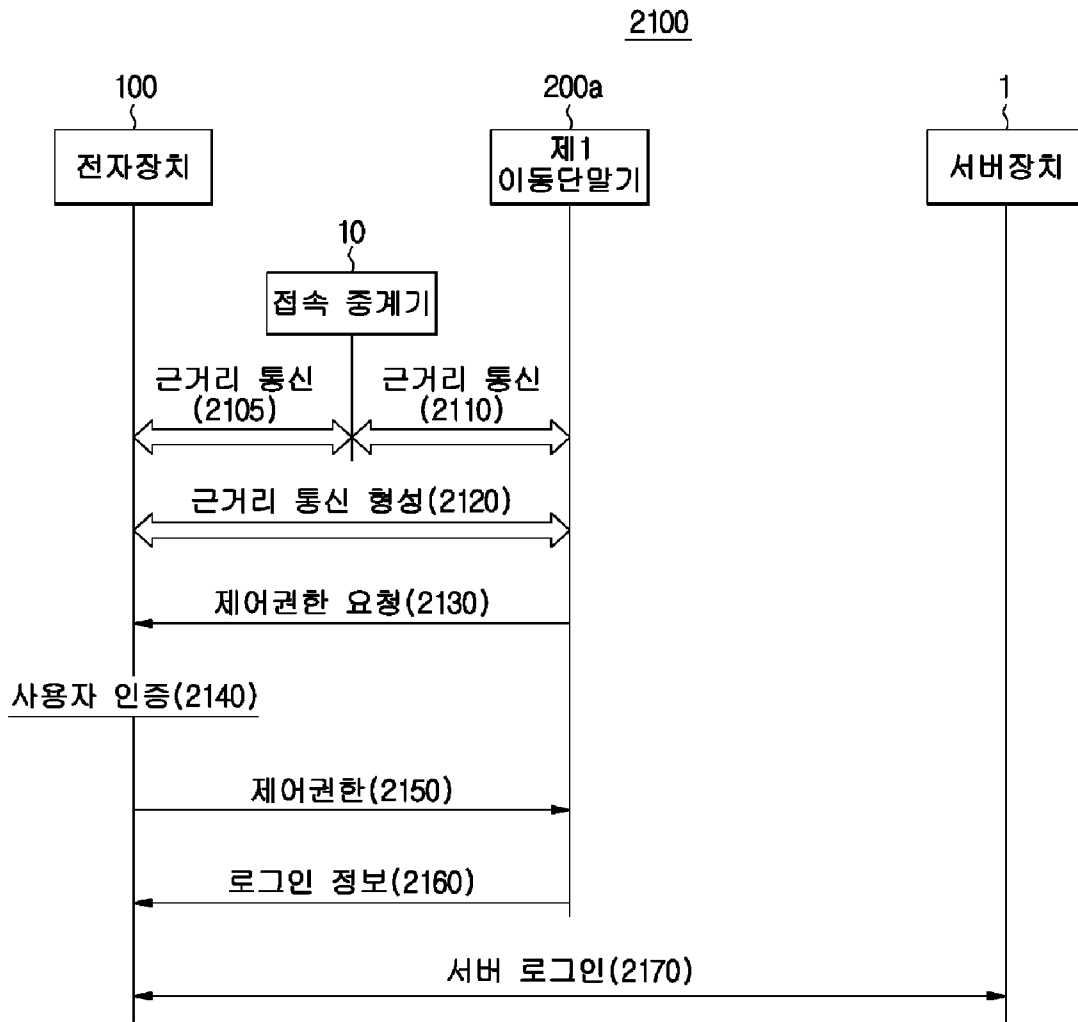 2100
100
200a
1
전자장치
제1
이동단말기
서버장치
10
접속 중계기
근거리 통신
(2105)
근거리 통신
(2110)
근거리 통신 형성(2120)
제어권한 요청(2130)
사용자 인증(2140)
제어권한(2150)
로그인 정보(2160)
서버 로그인(2170)